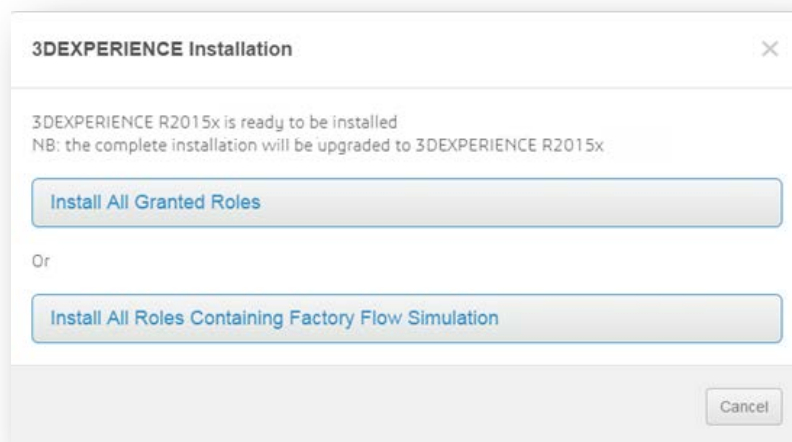 3DEXPERIENCE Installation
3DEXPERIENCE R2015x is ready to be installed
NB: the complete installation will be upgraded to 3DEXPERIENCE R2015x
Install All Granted Roles
Or
Install All Roles Containing Factory Flow Simulation
Cancel